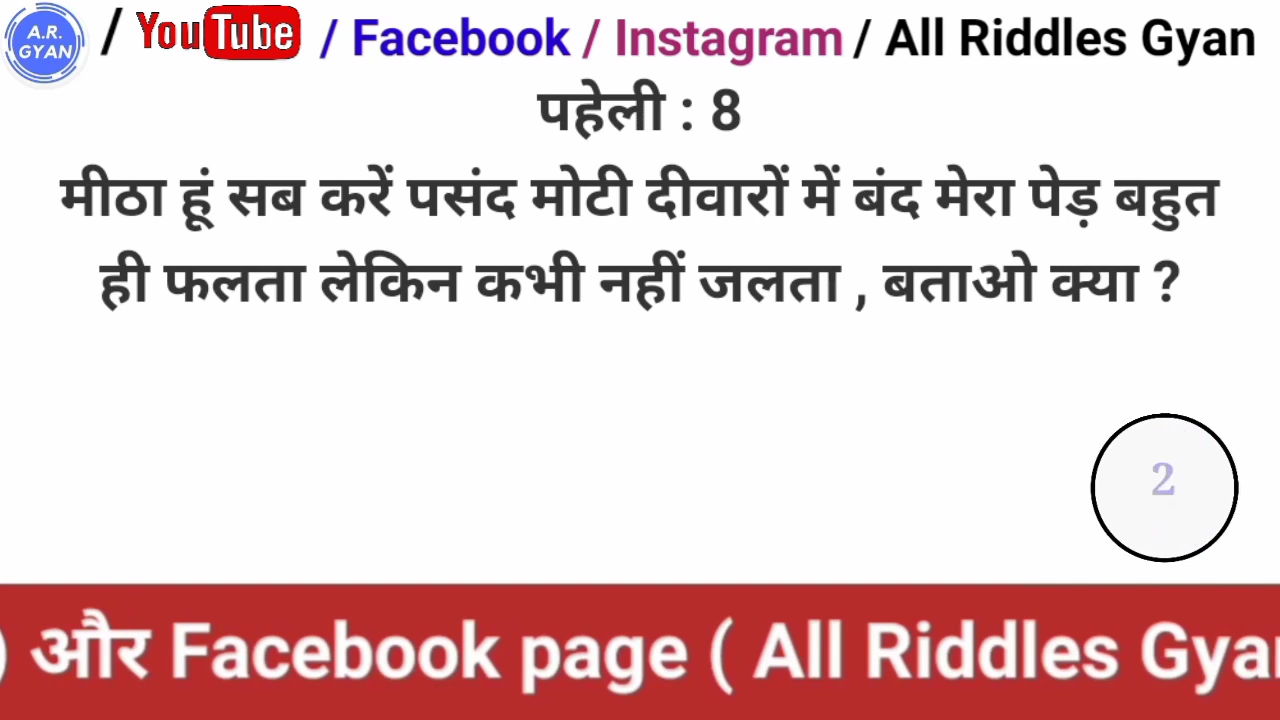 A.R. GYAN / YouTube / Facebook / Instagram / All Riddles Gyan
पहेली : 8
मीठा हूं सब करें पसंद मोटी दीवारों में बंद मेरा पेड़ बहुत
ही फलता लेकिन कभी नहीं जलता , बताओ क्या ?
2
) और Facebook page ( All Riddles Gyan